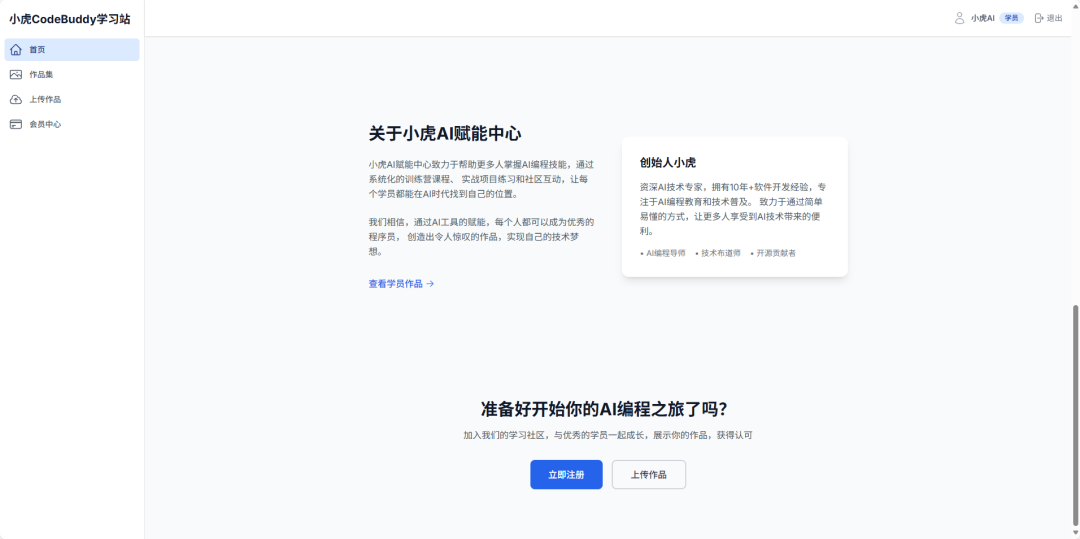 小虎CodeBuddy学习站
小虎AI
学员
退出
首页
作品集
上传作品
会员中心
关于小虎AI赋能中心
小虎AI赋能中心致力于帮助更多人掌握AI编程技能，通过
系统化的训练营课程、 实战项目练习和社区互动，让每
个学员都能在AI时代找到自己的位置。
我们相信，通过AI工具的赋能，每个人都可以成为优秀的
程序员， 创造出令人惊叹的作品，实现自己的技术梦
想。
查看学员作品 →
创始人小虎
资深AI技术专家，拥有10年+软件开发经验，专
注于AI编程教育和技术普及。 致力于通过简单
易懂的方式，让更多人享受到AI技术带来的便
利。
• AI编程导师 • 技术布道师 • 开源贡献者
准备好开始你的AI编程之旅了吗？
加入我们的学习社区，与优秀的学员一起成长，展示你的作品，获得认可
立即注册
上传作品